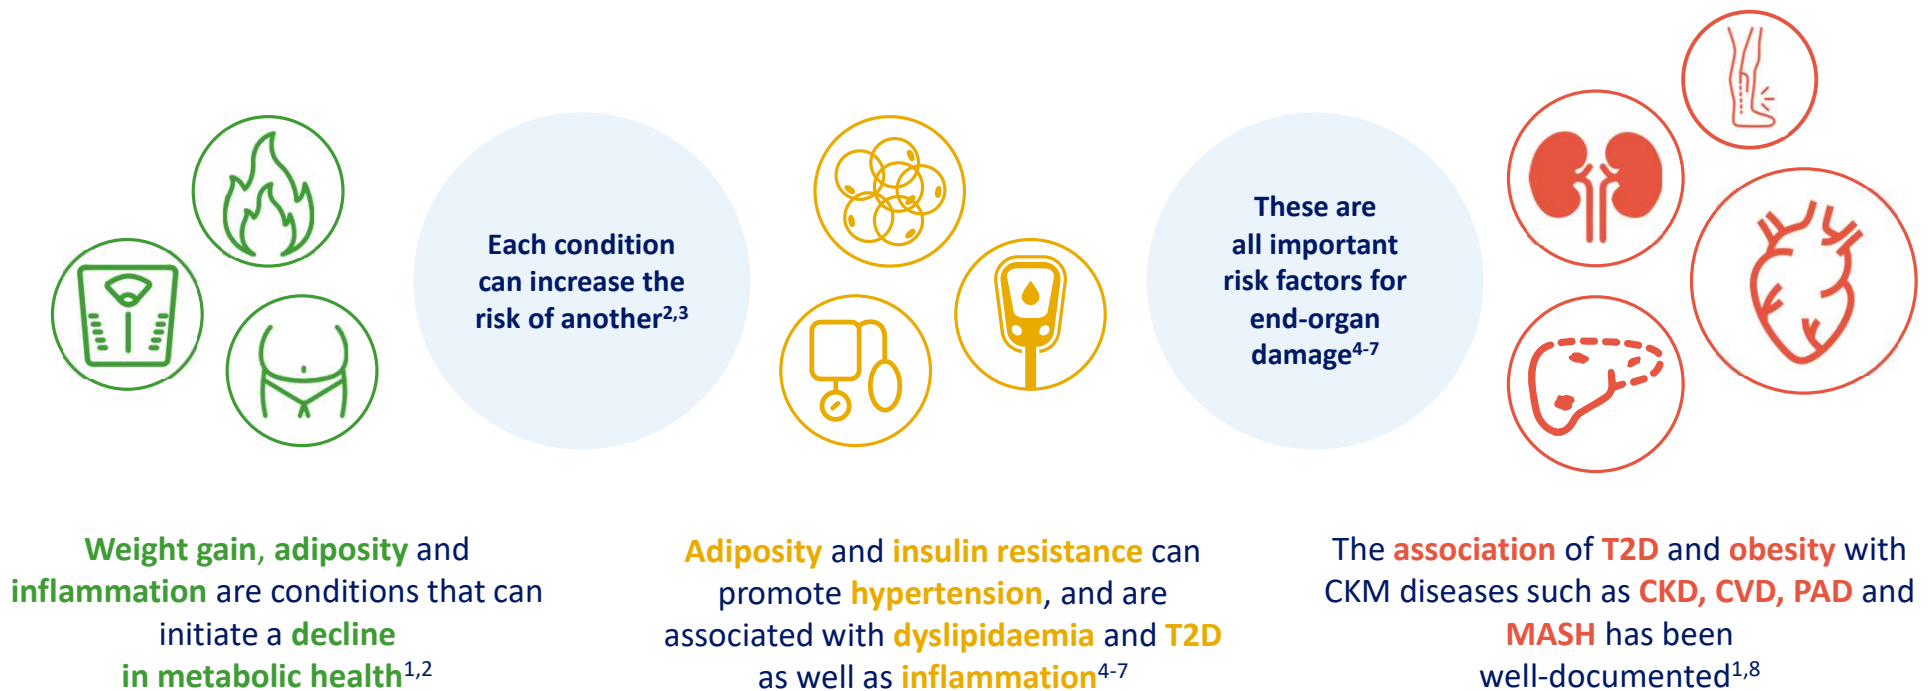 Each condition
can increase the
risk of another2,3
These are
all important
risk factors for
end-organ
damage4-7
Weight gain, adiposity and
inflammation are conditions that can
initiate a decline
in metabolic health1,2
Adiposity and insulin resistance can
promote hypertension, and are
associated with dyslipidaemia and T2D
as well as inflammation4-7
The association of T2D and obesity with
CKM diseases such as CKD, CVD, PAD and
MASH has been
well-documented1,8